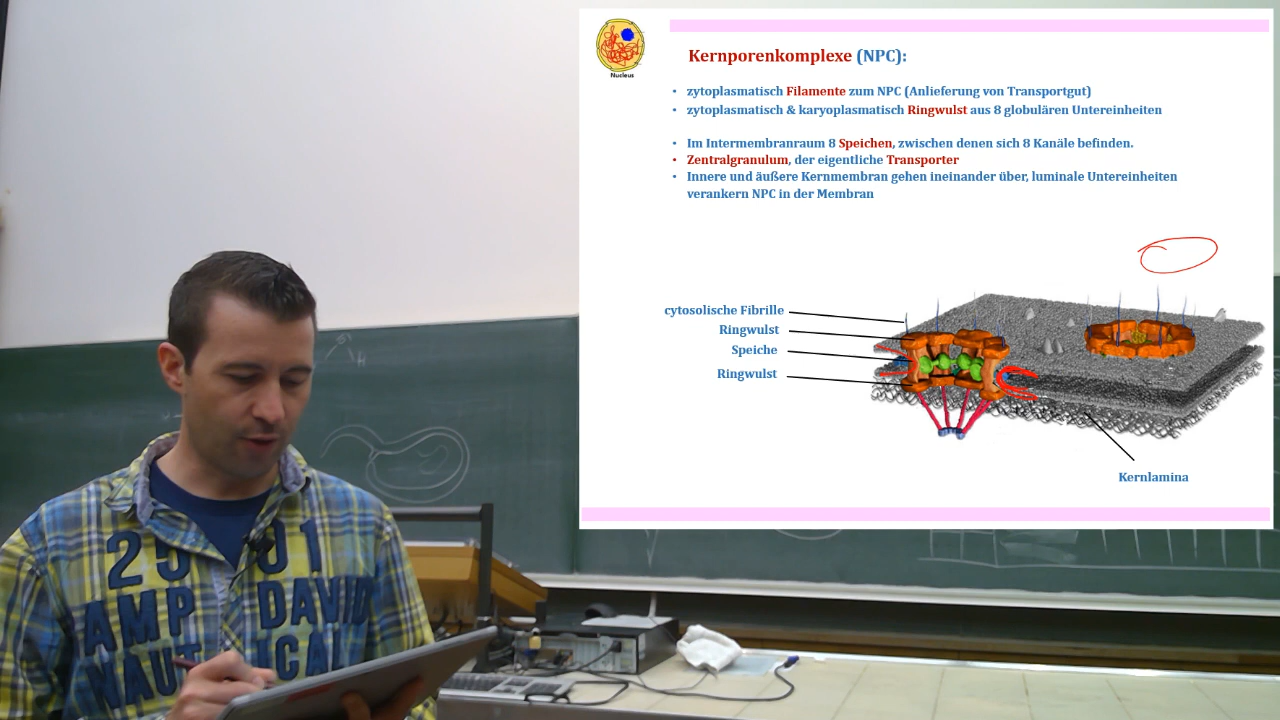 Nucleus
Kernporenkomplexe (NPC):
• zytoplasmatisch Filamente zum NPC (Anlieferung von Transportgut)
• zytoplasmatisch & karyoplasmatisch Ringwulst aus 8 globulären Untereinheiten
• Im Intermembranraum 8 Speichen, zwischen denen sich 8 Kanäle befinden.
• Zentralgranulum, der eigentliche Transporter
• Innere und äußere Kernmembran gehen ineinander über, luminale Untereinheiten
verankern NPC in der Membran
cytosolische Fibrille
Ringwulst
Speiche
Ringwulst
Kernlamina
H
25 01
AMP DAVID
NAUTICAL